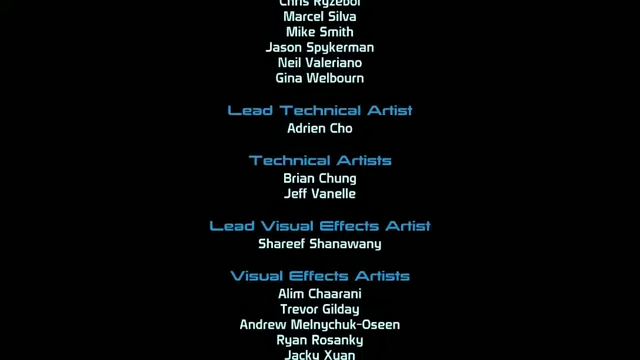 Chris Ryzebol
Marcel Silva
Mike Smith
Jason Spykerman
Neil Valeriano
Gina Welbourn
Lead Technical Artist
Adrien Cho
Technical Artists
Brian Chung
Jeff Vanelle
Lead Visual Effects Artist
Shareef Shanawany
Visual Effects Artists
Alim Chaarani
Trevor Gilday
Andrew Melnychuk-Oseen
Ryan Rosanky
Jacky Xuan